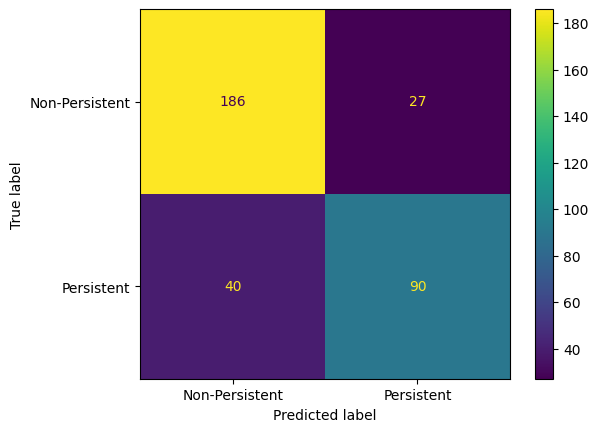 Non-Persistent
186
27
Persistent
40
90
Non-Persistent
Persistent
Predicted label
True label
180
160
140
120
100
80
60
40